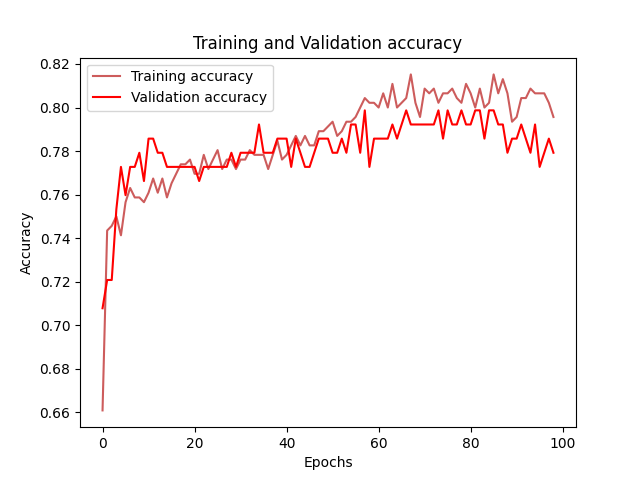 Training and Validation accuracy
Training accuracy
Validation accuracy
0.82
0.80
0.78
0.76
0.74
0.72
0.70
0.68
0.66
Accuracy
0 20 40 60 80 100
Epochs